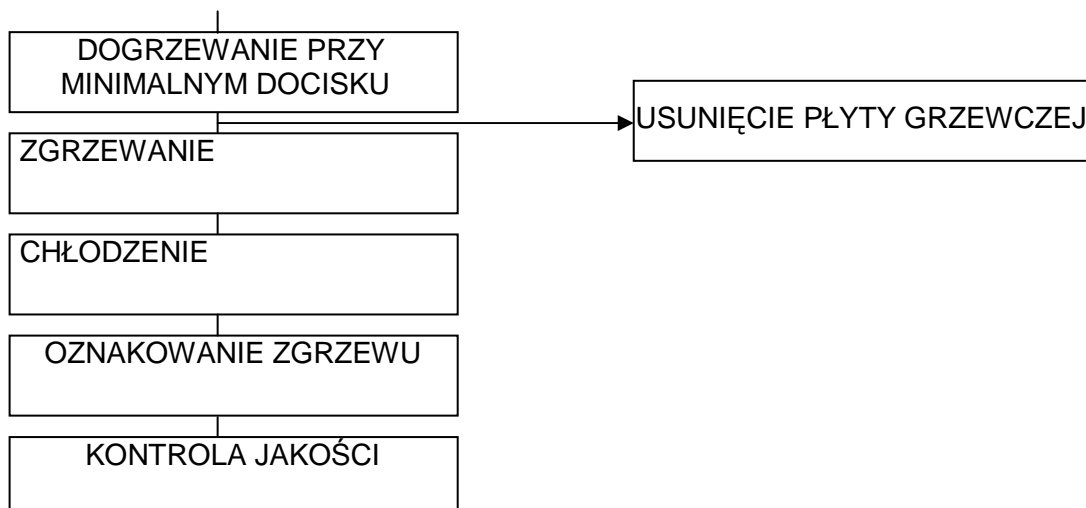 DOGRZEWANIE PRZY
MINIMALNYM DOCISKU
USUNIĘCIE PŁYTY GRZEWCZEJ
ZGRZEWANIE
CHŁODZENIE
OZNAKOWANIE ZGRZEWU
KONTROLA JAKOŚCI